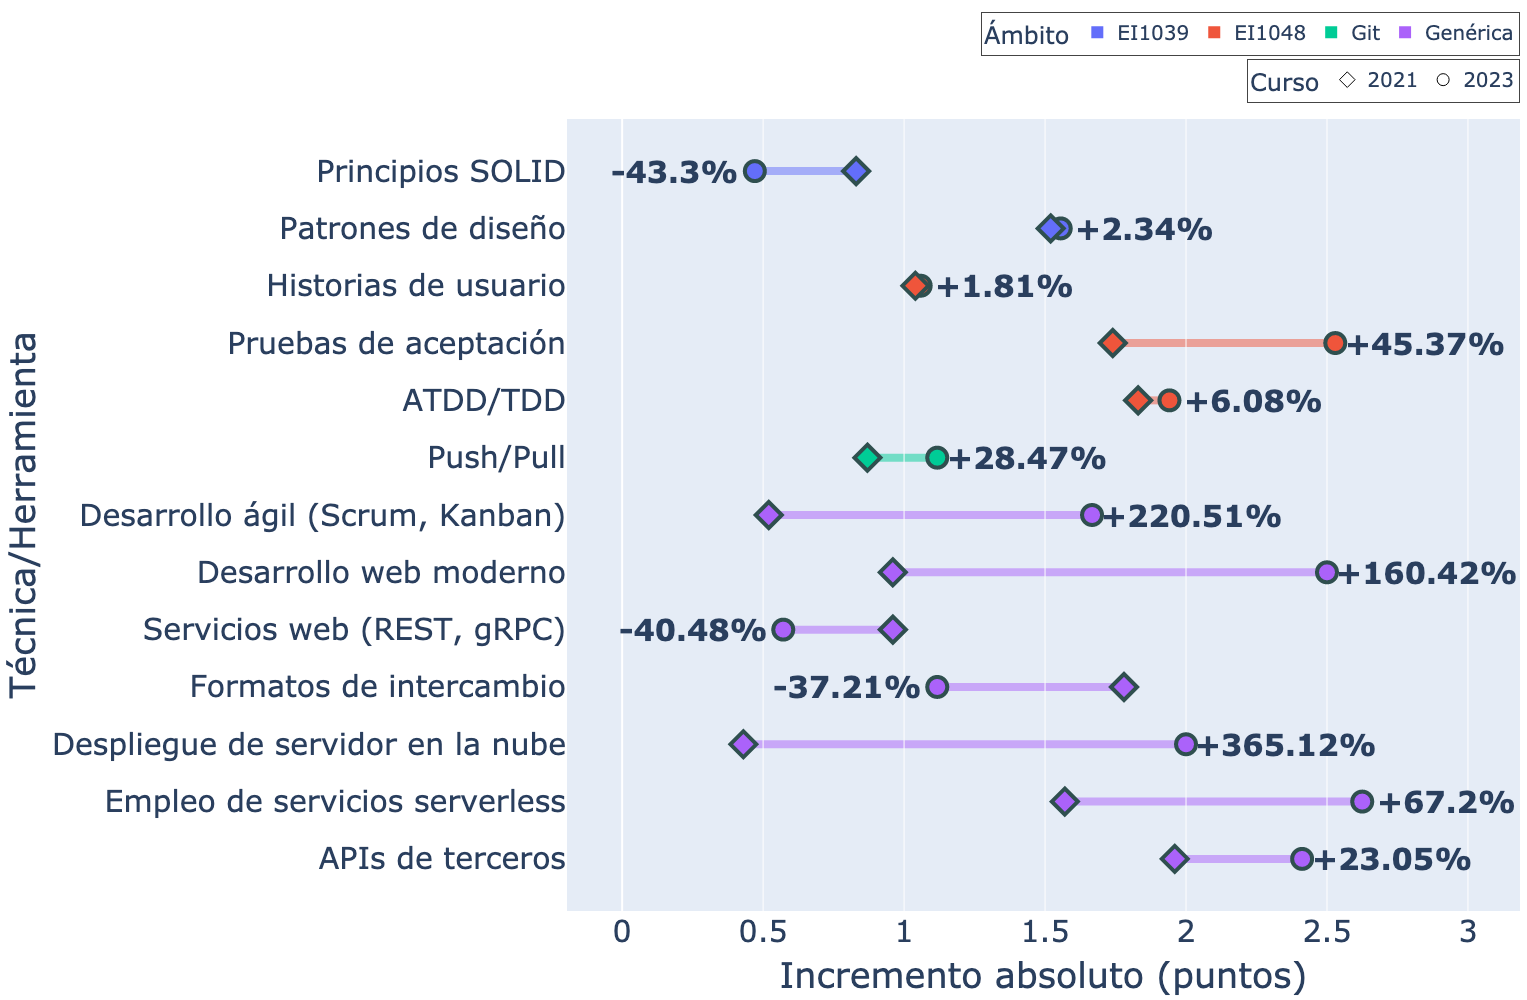 Ámbito EI1039 EI1048 Git Genérica
Curso 2021 2023
Técnica/Herramienta
Principios SOLID -43.3%
Patrones de diseño +2.34%
Historias de usuario +1.81%
Pruebas de aceptación +45.37%
ATDD/TDD +6.08%
Push/Pull +28.47%
Desarrollo ágil (Scrum, Kanban) +220.51%
Desarrollo web moderno +160.42%
Servicios web (REST, gRPC) -40.48%
Formatos de intercambio -37.21%
Despliegue de servidor en la nube +365.12%
Empleo de servicios serverless +67.2%
APIs de terceros +23.05%
0 0.5 1 1.5 2 2.5 3
Incremento absoluto (puntos)